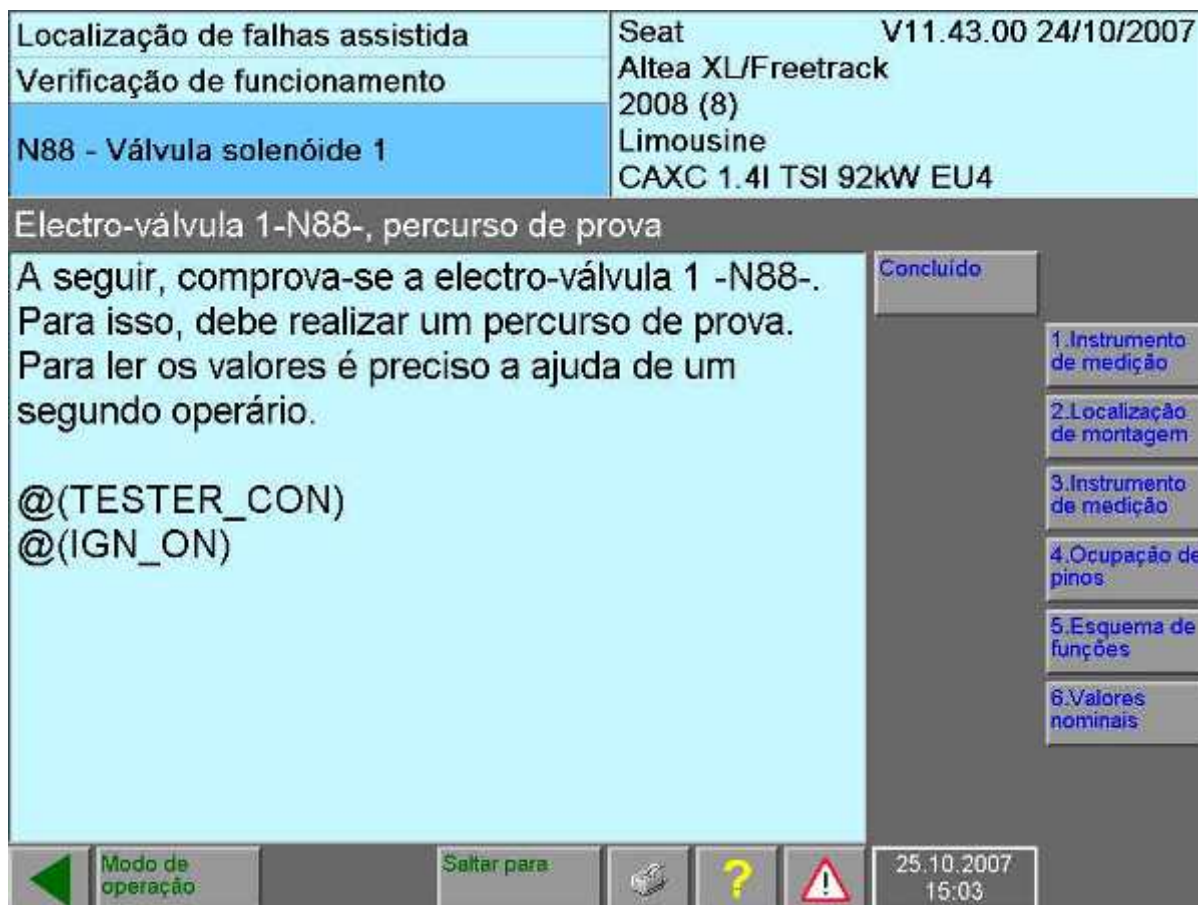 Localização de falhas assistida
Verificação de funcionamento
N88 - Válvula solenóide 1
Seat V11.43.00 24/10/2007
Altea XL/Freetrack
2008 (8)
Limousine
CAXC 1.4l TSI 92kW EU4
Electro-válvula 1-N88-, percurso de prova
A seguir, comprova-se a electro-válvula 1 -N88-.
Para isso, debe realizar um percurso de prova.
Para ler os valores é preciso a ajuda de um
segundo operário.
@(TESTER_CON)
@(IGN_ON)
Concluído
1.Instrumento
de medição
2.Localização
de montagem
3.Instrumento
de medição
4.Ocupação de
pinos
5.Esquema de
funções
6.Valores
nominais
Modo de
operação
Saltar para
?
25.10.2007
15:03